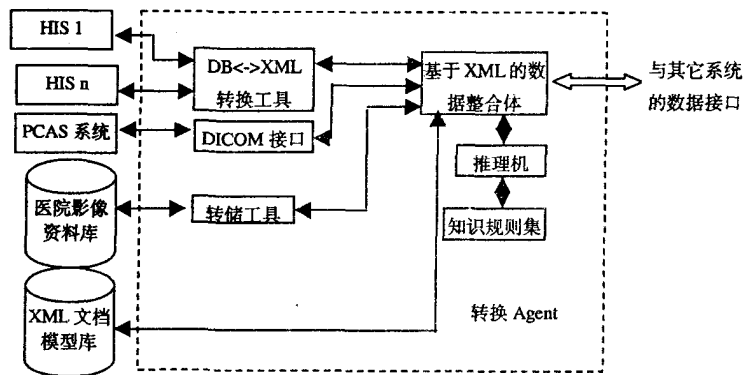 HIS 1
HIS n
PCAS 系统
医院影像
资料库
XML 文档
模型库
DB<->XML
转换工具
DICOM 接口
转储工具
基于 XML 的数
据整合体
推理机
知识规则集
转换 Agent
与其它系统
的数据接口